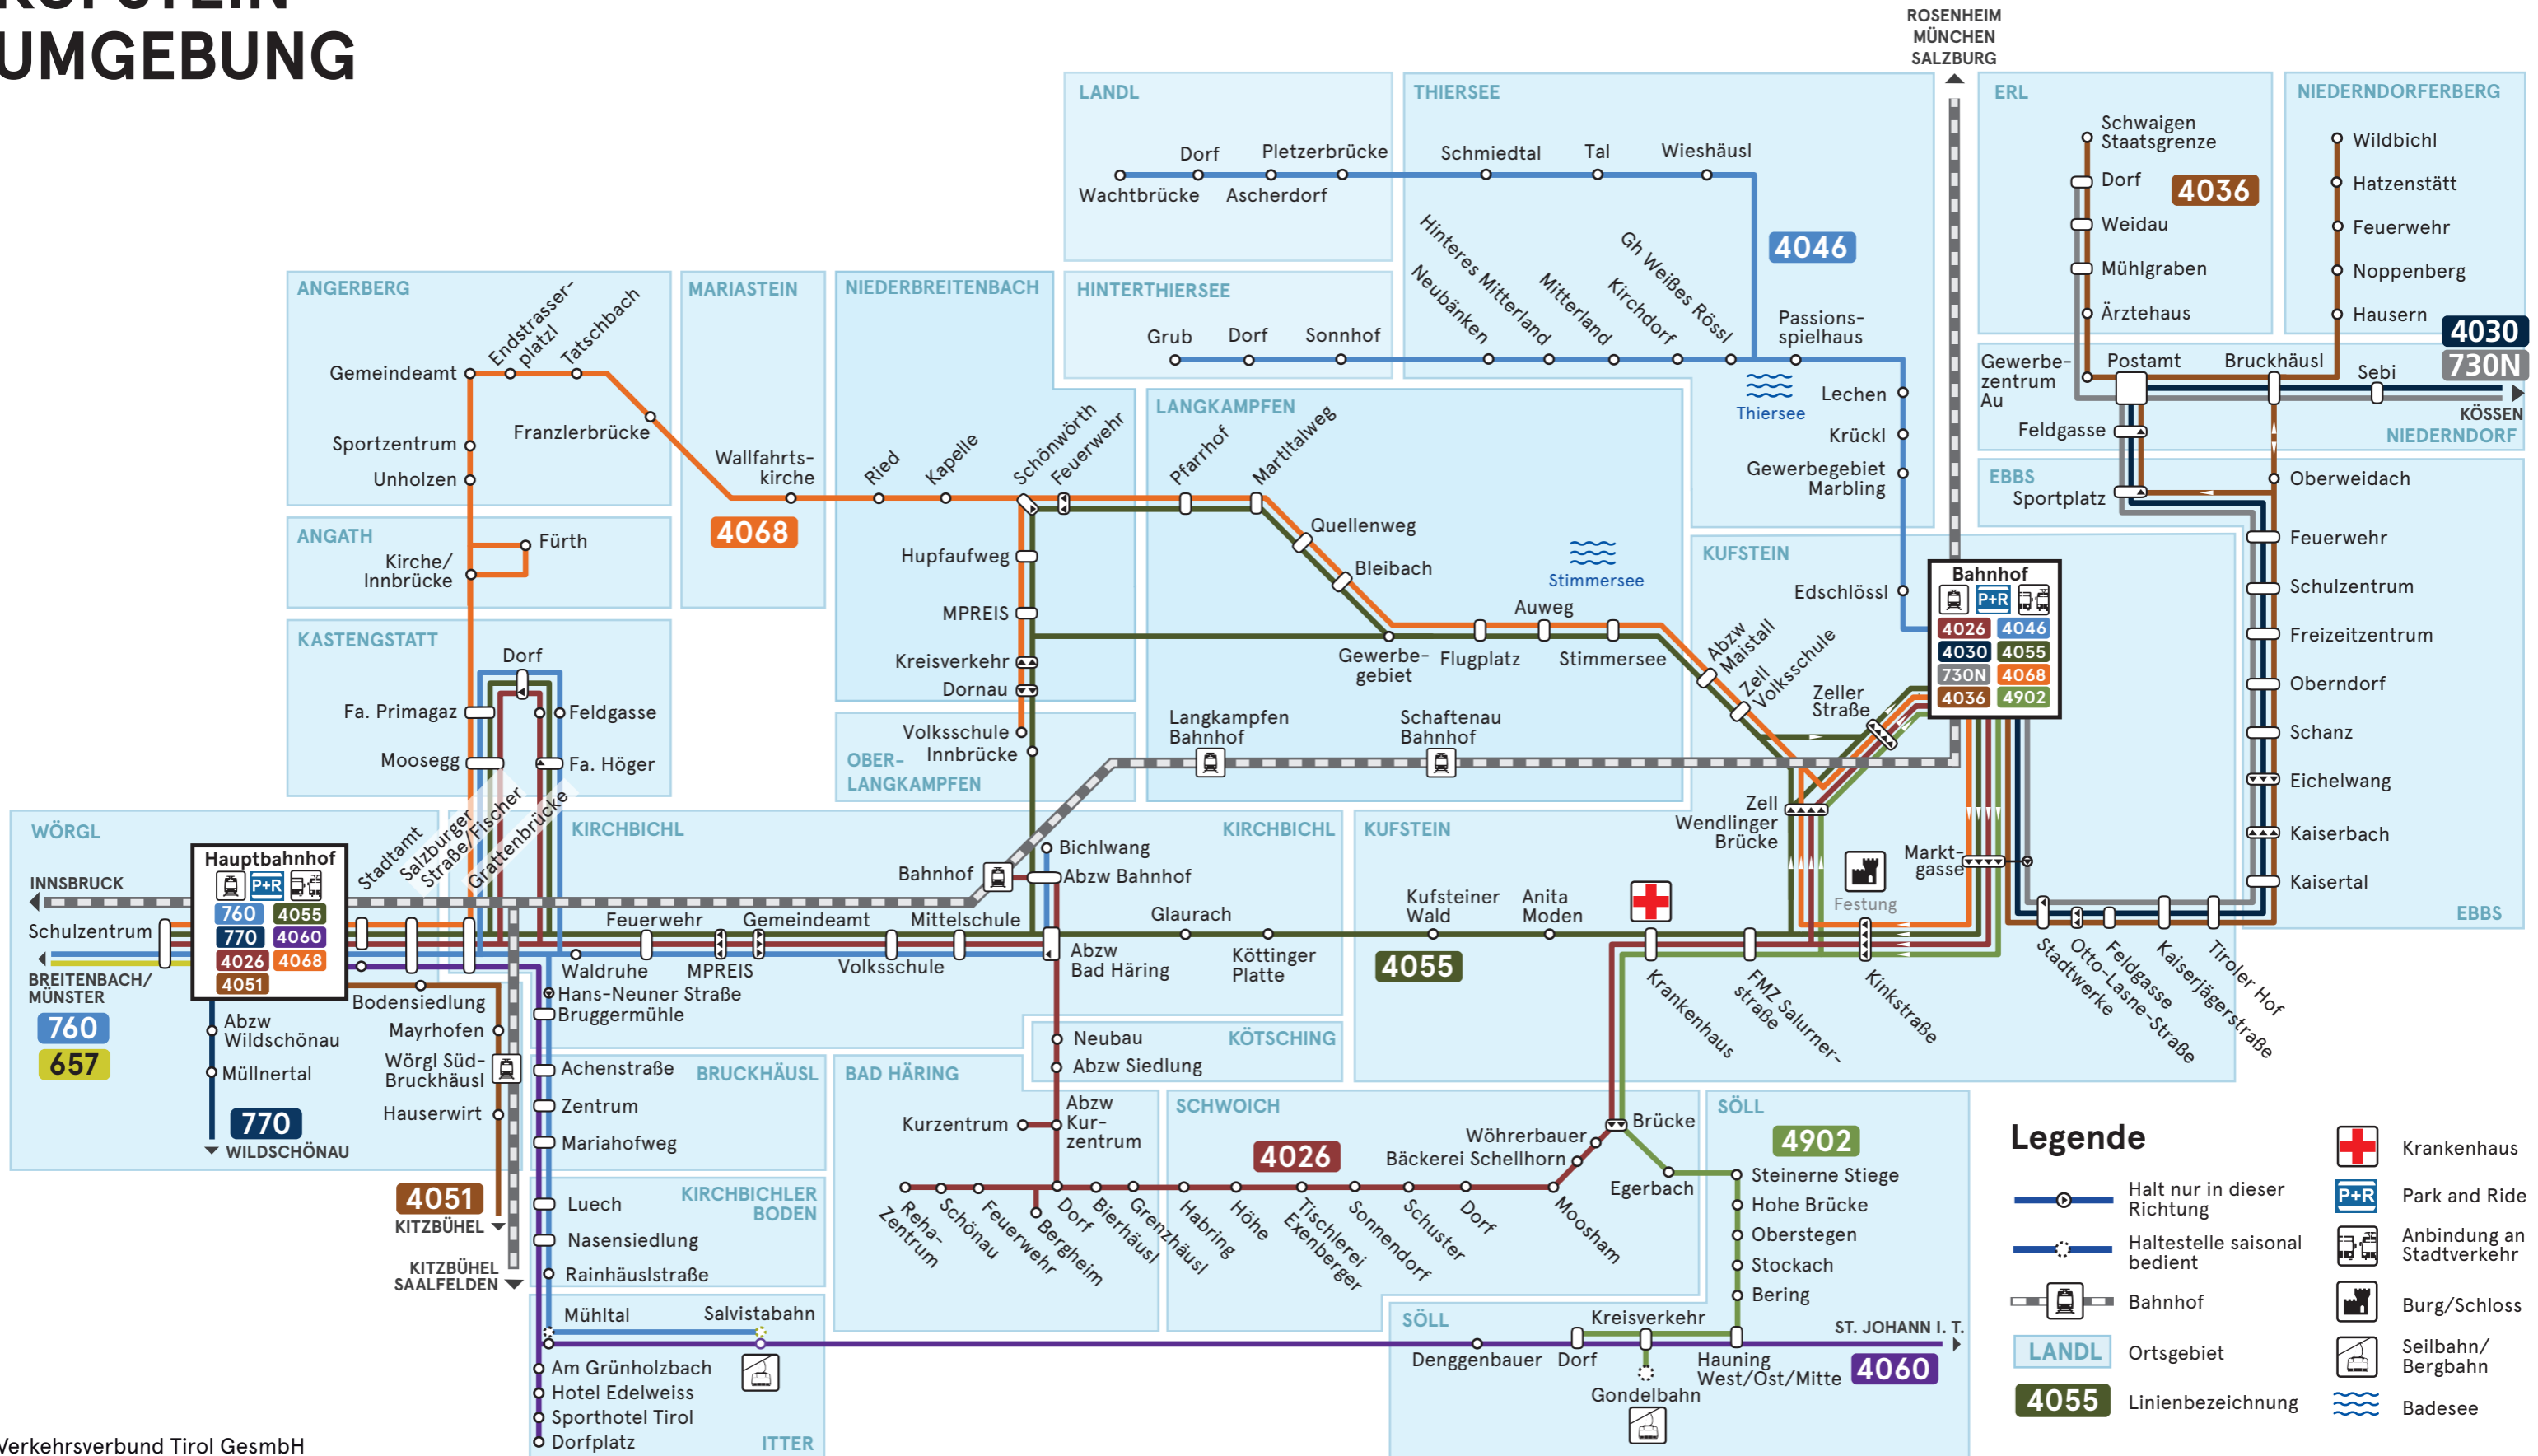 KUFSTEIN
UMGEBUNG
ROSENHEIM
MÜNCHEN
SALZBURG
LANDL
Dorf
Pletzerbrücke
Wachtbrücke
Ascherdorf
THIERSEE
Schmiedtal
Tal
Wieshäusl
4046
Hinteres Mitterland
Neubänken
Mitterland
Kirchdorf
Gh Weißes Rössl
Passions-
spielhaus
Thiersee
Lechen
Krückl
Gewerbegebiet
Marbling
HINTERTHIERSEE
Grub
Dorf
Sonnhof
ERL
Schwaigen
Staatsgrenze
Dorf
4036
Weidau
Mühlgraben
Ärztehaus
NIEDERNDORFERBERG
Wildbichl
Hatzenstätt
Feuerwehr
Noppenberg
Hausern
4030
730N
KÖSSEN
Gewerbe-
zentrum
Au
Postamt
Bruckhäusl
Sebi
Feldgasse
NIEDERNDORF
EBBS
Sportplatz
Oberweidach
Feuerwehr
Schulzentrum
Freizeitzentrum
Oberndorf
Schanz
Eichelwang
Kaiserbach
Kaisertal
EBBS
ANGERBERG
Endstrasser-
platzl
Tatschbach
Gemeindeamt
Franzlerbrücke
Sportzentrum
Unholzen
MARIASTEIN
Wallfahrts-
kirche
4068
ANGATH
Fürth
Kirche/
Innbrücke
KASTENGSTATT
Dorf
Fa. Primagaz
Feldgasse
Moosegg
Fa. Höger
NIEDERBREITENBACH
Ried
Kapelle
Schönwörth
Feuerwehr
Hupfaufweg
MPREIS
Kreisverkehr
Dornau
OBER-
LANGKAMPFEN
Volksschule
Innbrücke
LANGKAMPFEN
Pfarrhof
Martltalweg
Quellenweg
Bleibach
Stimmersee
Auweg
Gewerbe-
gebiet
Flugplatz
Stimmersee
Langkampfen
Bahnhof
Schaftenau
Bahnhof
KUFSTEIN
Edschlössl
Abzw
Maistall
Zell
Volksschule
Zeller
Straße
Bahnhof
P+R
4026
4046
4030
4055
730N
4068
4036
4902
Zell
Wendlinger
Brücke
Markt-
gasse
Festung
WÖRGL
Hauptbahnhof
P+R
760
4055
770
4060
4026
4068
4051
INNSBRUCK
Schulzentrum
BREITENBACH/
MÜNSTER
760
657
Stadtamt
Salzburger
Straße/Fischer
Grattenbrücke
Abzw
Wildschönau
Müllnertal
770
WILDSCHÖNAU
Bodensiedlung
Mayrhofen
Wörgl Süd-
Bruckhäusl
Hauserwirt
4051
KITZBÜHEL
KITZBÜHEL
SAALFELDEN
KIRCHBICHL
KIRCHBICHL
Bahnhof
Bichlwang
Abzw Bahnhof
Feuerwehr
Gemeindeamt
Mittelschule
Waldruhe
MPREIS
Volksschule
Abzw
Bad Häring
Glaurach
Köttinger
Platte
Hans-Neuner Straße
Bruggermühle
KUFSTEIN
Kufsteiner
Wald
Anita
Moden
4055
Krankenhaus
FMZ Salurner-
straße
Kinkstraße
Stadtwerke
Otto-Lasne-Straße
Feldgasse
Kaiserjägerstraße
Tiroler Hof
KÖTSCHING
Neubau
Abzw Siedlung
BRUCKHÄUSL
Achenstraße
Zentrum
Mariahofweg
KIRCHBICHLER
BODEN
Luech
Nasensiedlung
Rainhäuslstraße
BAD HÄRING
Kurzentrum
Abzw
Kur-
zentrum
Reha-
Zentrum
Schönau
Feuerwehr
Bergheim
Dorf
Bierhäusl
Grenzhäusl
SCHWOICH
4026
Wöhrerbauer
Bäckerei Schellhorn
Brücke
Egerbach
Habring
Höhe
Tischlerei
Exenberger
Sonnendorf
Schuster
Dorf
Moosham
SÖLL
4902
Steinerne Stiege
Hohe Brücke
Oberstegen
Stockach
Bering
SÖLL
Kreisverkehr
ST. JOHANN I. T.
Denggenbauer
Dorf
Hauning
West/Ost/Mitte
4060
Gondelbahn
Mühltal
Salvistabahn
Am Grünholzbach
Hotel Edelweiss
Sporthotel Tirol
Dorfplatz
ITTER
Legende
Halt nur in dieser
Richtung
Haltestelle saisonal
bedient
Bahnhof
LANDL
Ortsgebiet
4055
Linienbezeichnung
Krankenhaus
P+R
Park and Ride
Anbindung an
Stadtverkehr
Burg/Schloss
Seilbahn/
Bergbahn
Badesee
Verkehrsverbund Tirol GesmbH